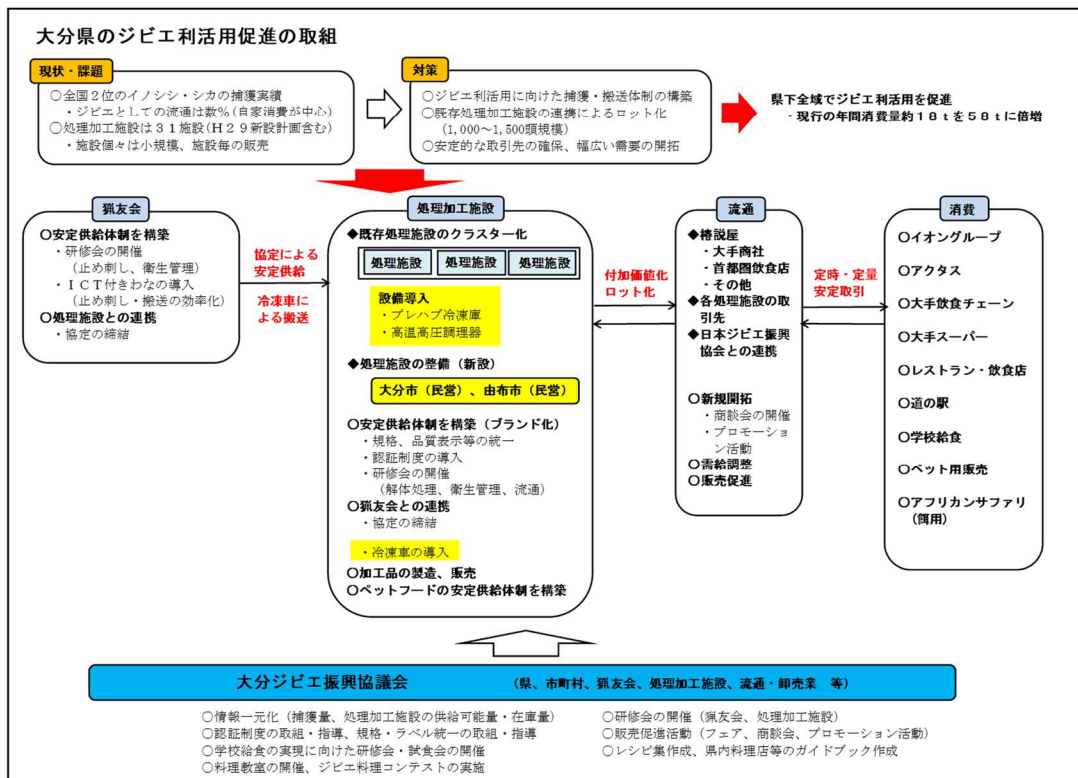 大分県のジビエ利活用促進の取組
現状・課題
○全国２位のイノシシ・シカの捕獲実績
・ジビエとしての流通は数％(自家消費が中心)
○処理加工施設は３１施設(Ｈ２９新設計画含む)
・施設個々は小規模、施設毎の販売
対策
○ジビエ利活用に向けた捕獲・搬送体制の構築
○既存処理加工施設の連携によるロット化
(1,000～1,500頭規模)
○安定的な取引先の確保、幅広い需要の開拓
県下全域でジビエ利活用を促進
- 現行の年間消費量約１８ｔを５８ｔに倍増
猟友会
○安定供給体制を構築
・研修会の開催
(止め刺し、衛生管理)
・ＩＣＴ付きわなの導入
(止め刺し・搬送の効率化)
○処理施設との連携
・協定の締結
協定による
安定供給
冷凍車に
よる搬送
処理加工施設
◆既存処理施設のクラスター化
処理施設 処理施設 処理施設
設備導入
・プレハブ冷凍庫
・高温高圧調理器
◆処理施設の整備（新設）
大分市（民営）、由布市（民営）
○安定供給体制を構築（ブランド化）
・規格、品質表示等の統一
・認証制度の導入
・研修会の開催
(解体処理、衛生管理、流通)
○猟友会との連携
・協定の締結
・冷凍車の導入
○加工品の製造、販売
○ペットフードの安定供給体制を構築
付加価値化
ロット化
流通
◆椿説屋
・大手商社
・首都圏飲食店
・その他
◆各処理施設の取
引先
◆日本ジビエ振興
協会との連携
○新規開拓
・商談会の開催
・プロモーショ
ン活動
○需給調整
○販売促進
定時・定量
安定取引
消費
○イオングループ
○アクタス
○大手飲食チェーン
○大手スーパー
○レストラン・飲食店
○道の駅
○学校給食
○ペット用販売
○アフリカンサファリ
（餌用）
大分ジビエ振興協議会 （県、市町村、猟友会、処理加工施設、流通・卸売業 等）
○情報一元化（捕獲量、処理加工施設の供給可能量・在庫量）
○認証制度の取組・指導、規格・ラベル統一の取組・指導
○学校給食の実現に向けた研修会・試食会の開催
○料理教室の開催、ジビエ料理コンテストの実施
○研修会の開催（猟友会、処理加工施設）
○販売促進活動（フェア、商談会、プロモーション活動）
○レシピ集作成、県内料理店等のガイドブック作成